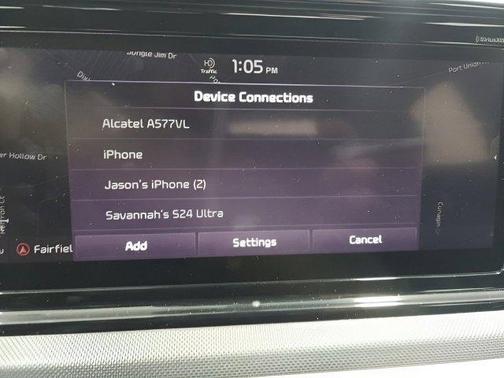 Jungle Jim Dr
Traffic
1:05 PM
Port Union
Device Connections
Alcatel A577VL
iPhone
er Hollow Dr
Jason's iPhone (2)
Savannah's S24 Ultra
Add
Settings
Cancel
Fairfiel